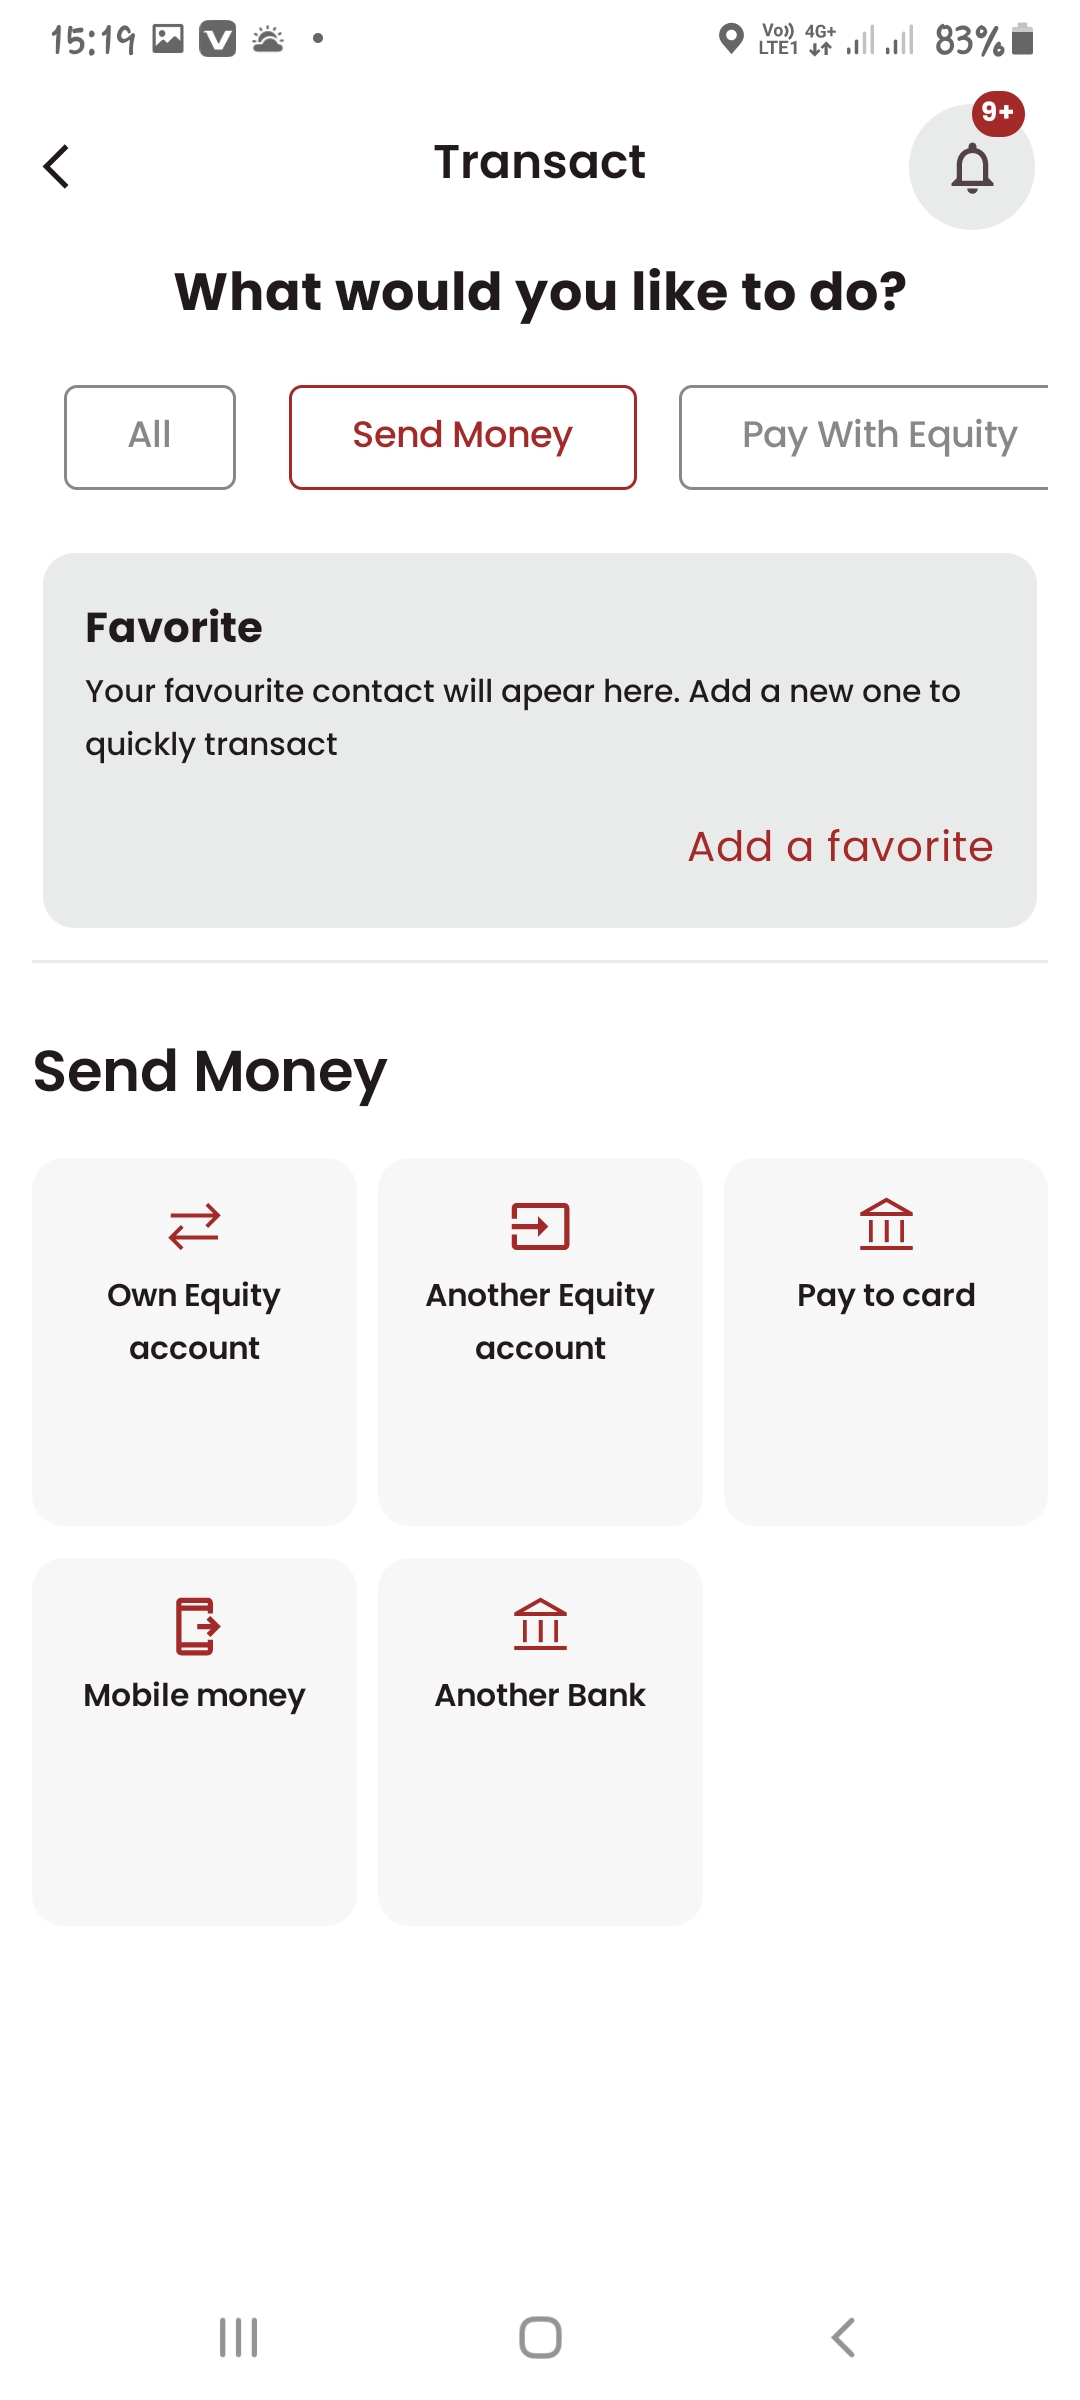 15:19
Vo)) LTE1 4G+ 83%
9+
Transact
What would you like to do?
All
Send Money
Pay With Equity
Favorite
Your favourite contact will apear here. Add a new one to
quickly transact
Add a favorite
Send Money
Own Equity
account
Another Equity
account
Pay to card
Mobile money
Another Bank